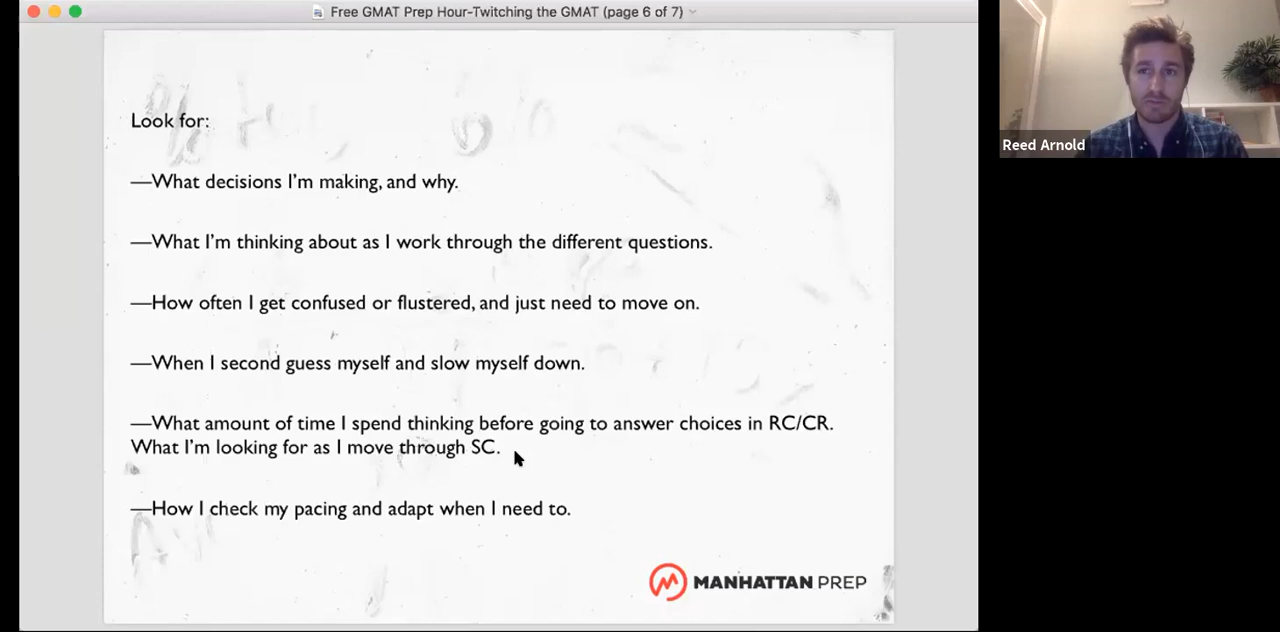 Free GMAT Prep Hour-Twitching the GMAT (page 6 of 7)
Reed Arnold
Look for:
—What decisions I'm making, and why.
—What I'm thinking about as I work through the different questions.
—How often I get confused or flustered, and just need to move on.
—When I second guess myself and slow myself down.
—What amount of time I spend thinking before going to answer choices in RC/CR.
What I'm looking for as I move through SC.
—How I check my pacing and adapt when I need to.
MANHATTAN PREP